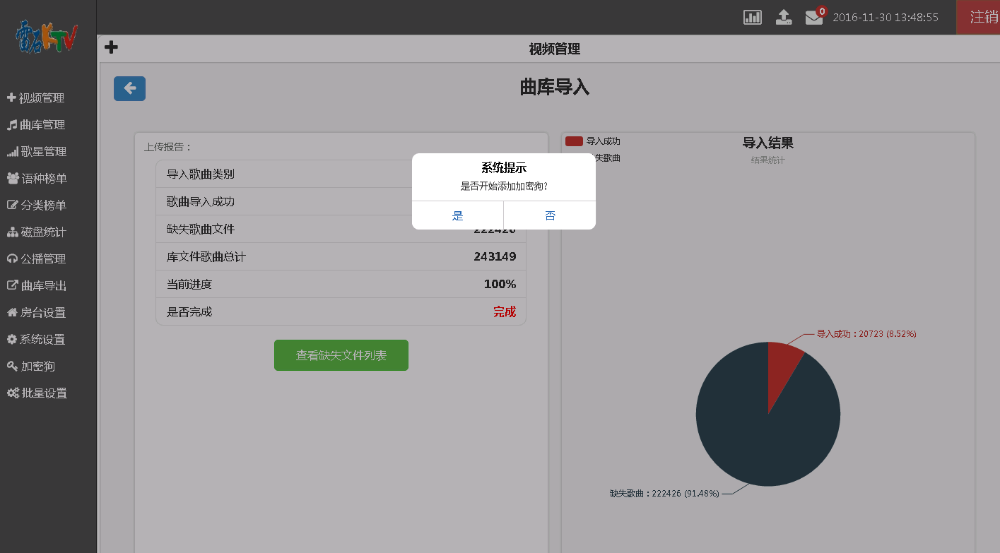 雷石KTV
0
2016-11-30 13:48:55
注销
视频管理
视频管理
曲库管理
歌星管理
语种榜单
分类榜单
磁盘统计
公播管理
曲库导出
房台设置
系统设置
加密狗
批量设置
曲库导入
上传报告：
导入歌曲类别
歌曲导入成功
缺失歌曲文件 222426
库文件歌曲总计 243149
当前进度 100%
是否完成 完成
查看缺失文件列表
系统提示
是否开始添加加密狗?
是 否
导入成功
失歌曲
导入结果
结果统计
导入成功：20723 (8.52%)
缺失歌曲：222426 (91.48%)